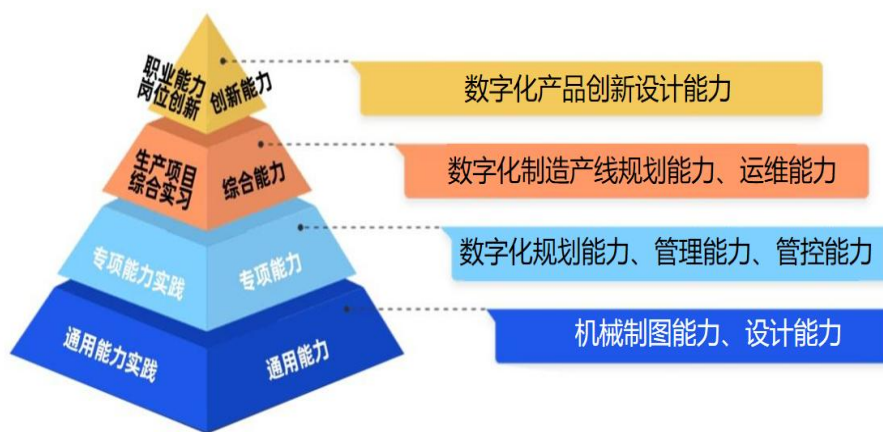 职业能力
岗位创新
创新能力
数字化产品创新设计能力
生产项目
综合实习
综合能力
数字化制造产线规划能力、运维能力
专项能力实践
专项能力
数字化规划能力、管理能力、管控能力
通用能力实践
通用能力
机械制图能力、设计能力